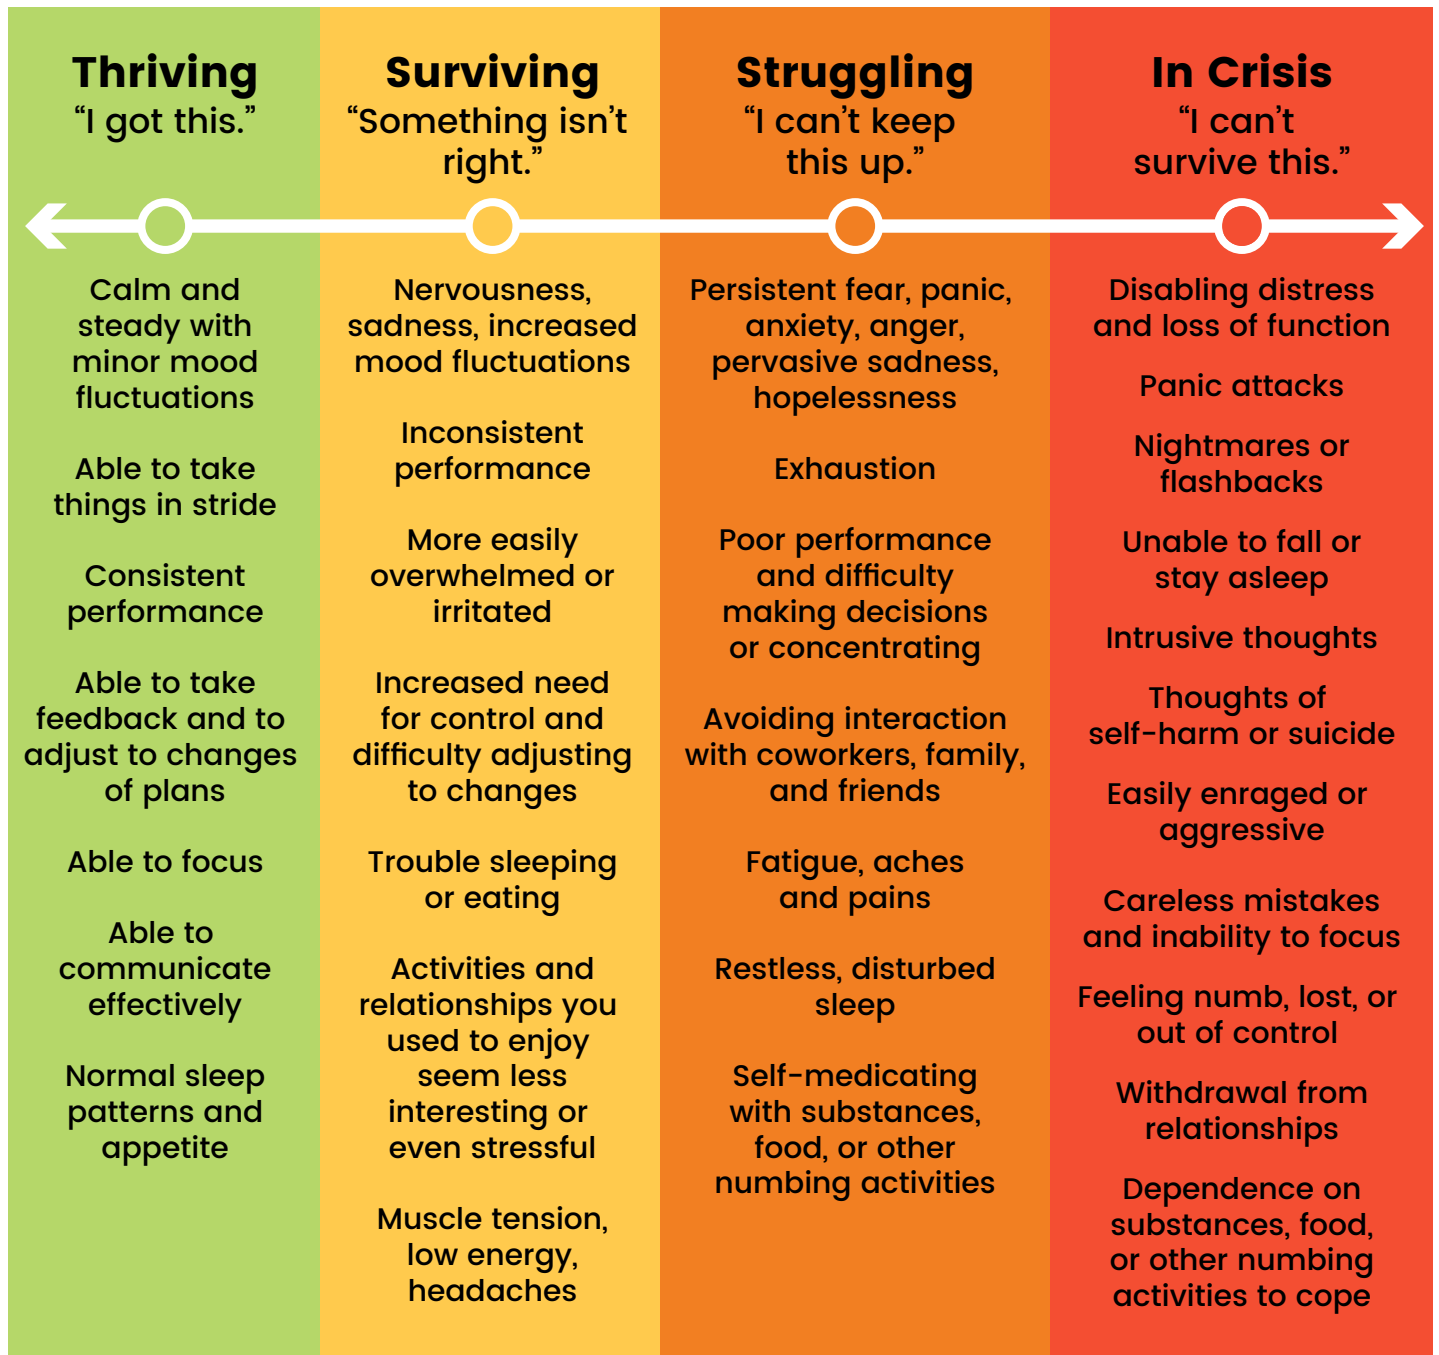 Thriving
“I got this.”
Calm and
steady with
minor mood
fluctuations
Able to take
things in stride
Consistent
performance
Able to take
feedback and to
adjust to changes
of plans
Able to focus
Able to
communicate
effectively
Normal sleep
patterns and
appetite
Surviving
“Something isn’t
right.”
Nervousness,
sadness, increased
mood fluctuations
Inconsistent
performance
More easily
overwhelmed or
irritated
Increased need
for control and
difficulty adjusting
to changes
Trouble sleeping
or eating
Activities and
relationships you
used to enjoy
seem less
interesting or
even stressful
Muscle tension,
low energy,
headaches
Struggling
“I can’t keep
this up.”
Persistent fear, panic,
anxiety, anger,
pervasive sadness,
hopelessness
Exhaustion
Poor performance
and difficulty
making decisions
or concentrating
Avoiding interaction
with coworkers, family,
and friends
Fatigue, aches
and pains
Restless, disturbed
sleep
Self-medicating
with substances,
food, or other
numbing activities
In Crisis
“I can’t
survive this.”
Disabling distress
and loss of function
Panic attacks
Nightmares or
flashbacks
Unable to fall or
stay asleep
Intrusive thoughts
Thoughts of
self-harm or suicide
Easily enraged or
aggressive
Careless mistakes
and inability to focus
Feeling numb, lost, or
out of control
Withdrawal from
relationships
Dependence on
substances, food,
or other numbing
activities to cope